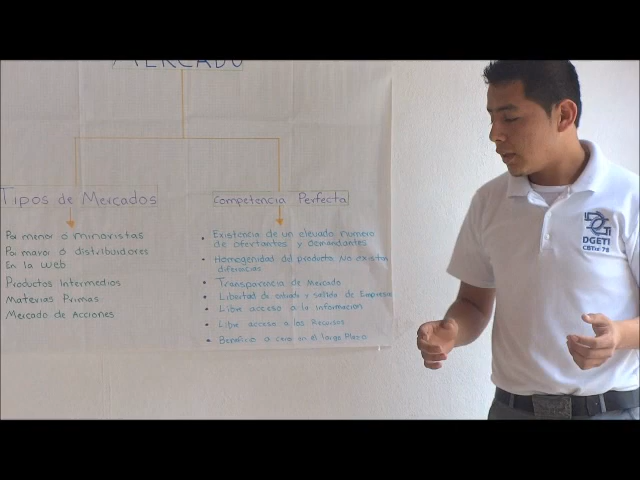 MERCADO
Tipos de Mercados
Por menor o minoristas
Por mayor o distribuidores
En la Web
Productos Intermedios
Materias Primas
Mercado de Acciones
Competencia Perfecta
• Existencia de un elevado numero
de ofertantes y demandantes
• Homogenidad del producto No existen
diferencias
• Transparencia de Mercado
• Libertad de entrada y salida de Empresas
• Libre acceso a la informacion
• Libre acceso a los Recursos
• Beneficio o cero en el largo Plazo
DGETI
CBTis 78